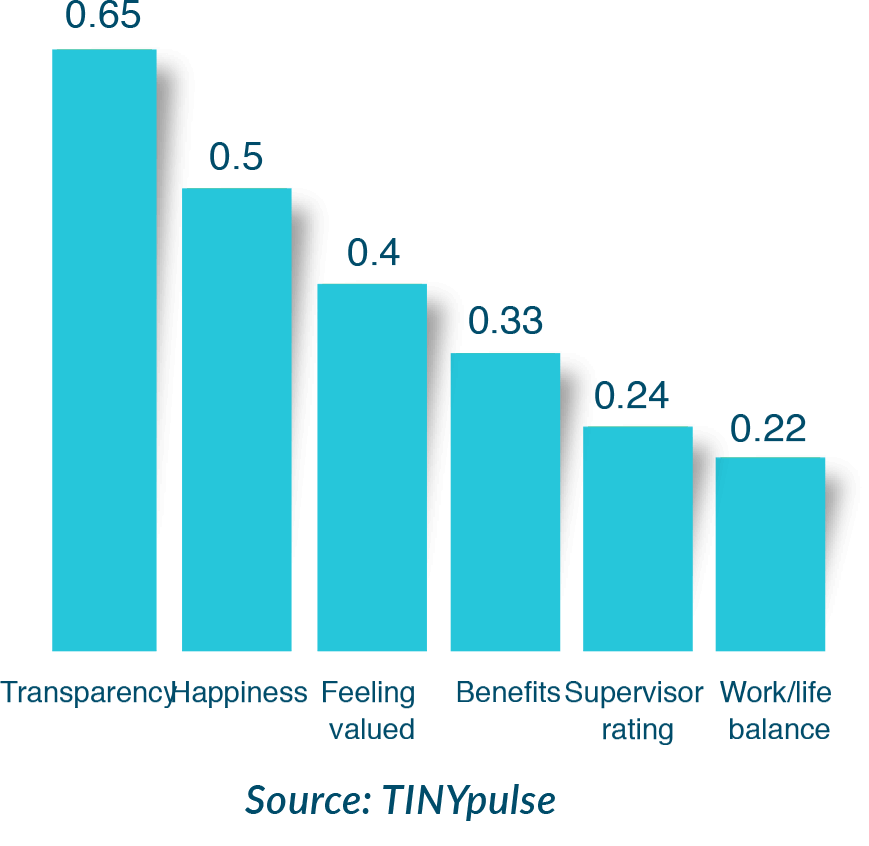 0.65
0.5
0.4
0.33
0.24
0.22
Transparency
Happiness
Feeling
valued
Benefits
Supervisor
rating
Work/life
balance
Source: TINYpulse